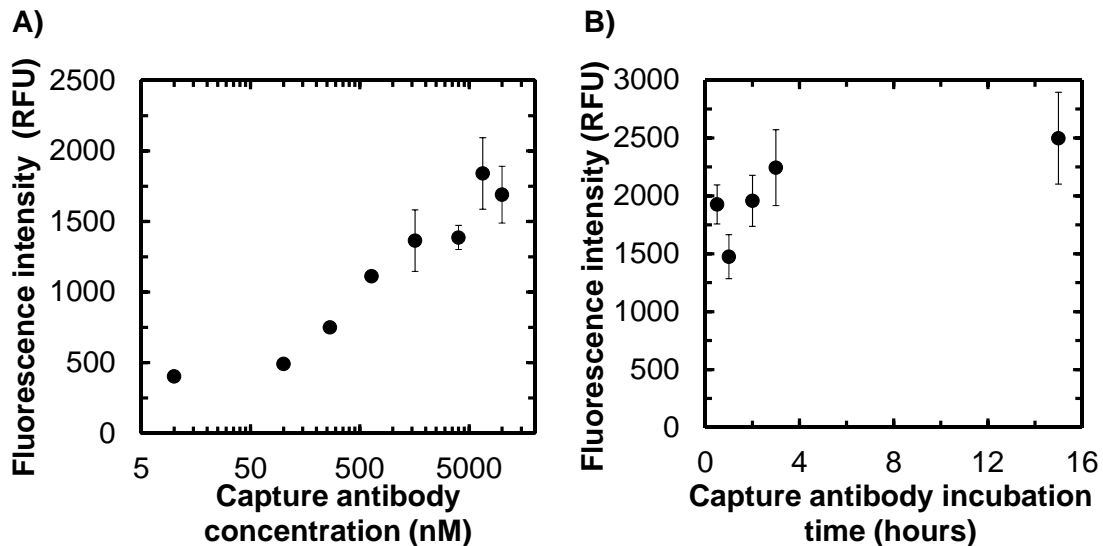 A)
Fluorescence intensity (RFU)
2500
2000
1500
1000
500
0
5 50 500 5000
Capture antibody
concentration (nM)
B)
Fluorescence intensity (RFU)
3000
2500
2000
1500
1000
500
0
0 4 8 12 16
Capture antibody incubation
time (hours)